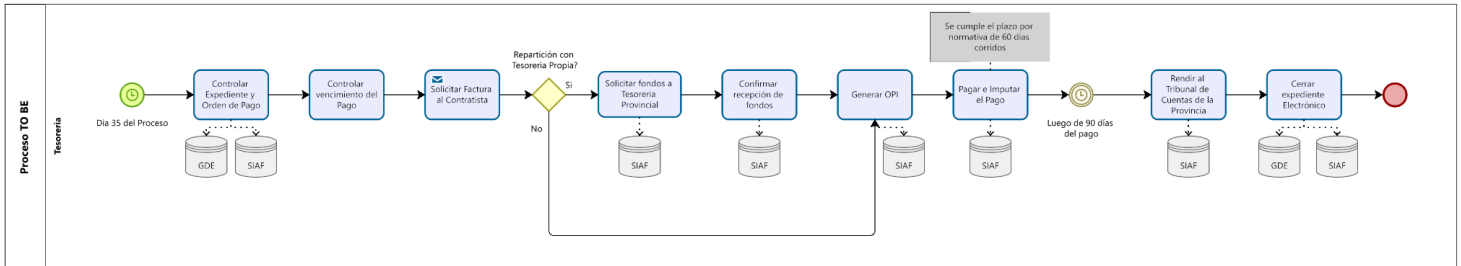 Proceso TO BE
Tesoreria
Dia 35 del Proceso
Controlar
Expediente y
Orden de Pago
GDE
SIAF
Controlar
vencimiento del
Pago
Solicitar Factura
al Contratista
Repartición con
Tesoreria Propia?
Si
No
Solicitar fondos a
Tesoreria
Provincial
SIAF
Confirmar
recepción de
fondos
SIAF
Generar OPI
SIAF
Se cumple el plazo por
normativa de 60 dias
corridos
Pagar e Imputar
el Pago
SIAF
Luego de 90 días
del pago
Rendir al
Tribunal de
Cuentas de la
Provincia
SIAF
Cerrar
expediente
Electrónico
GDE
SIAF